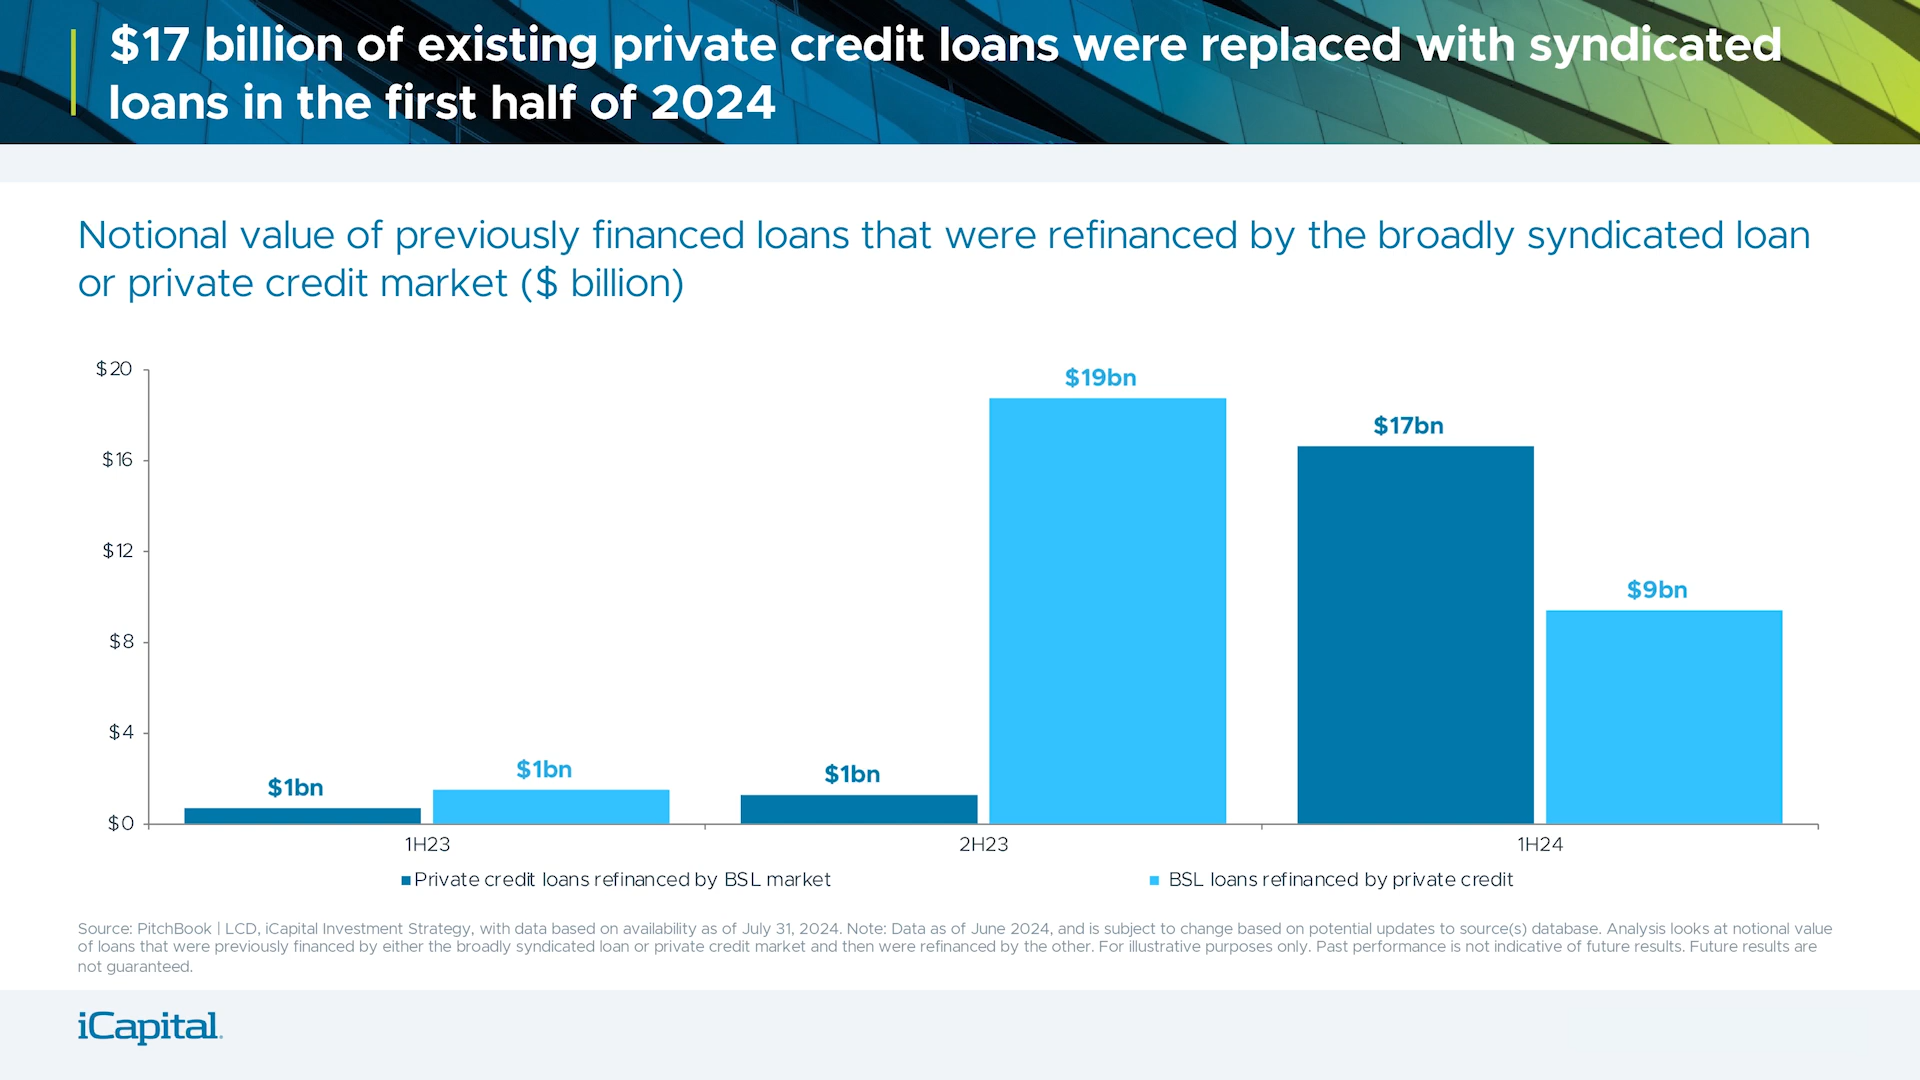 $17 billion of existing private credit loans were replaced with syndicated
loans in the first half of 2024
Notional value of previously financed loans that were refinanced by the broadly syndicated loan
or private credit market ($ billion)
$20
$16
$12
$8
$4
$0
$1bn
$1bn
$1bn
$19bn
$17bn
$9bn
1H23
2H23
1H24
Private credit loans refinanced by BSL market
BSL loans refinanced by private credit
Source: PitchBook | LCD, iCapital Investment Strategy, with data based on availability as of July 31, 2024. Note: Data as of June 2024, and is subject to change based on potential updates to source(s) database. Analysis looks at notional value
of loans that were previously financed by either the broadly syndicated loan or private credit market and then were refinanced by the other. For illustrative purposes only. Past performance is not indicative of future results. Future results are
not guaranteed.
iCapital.